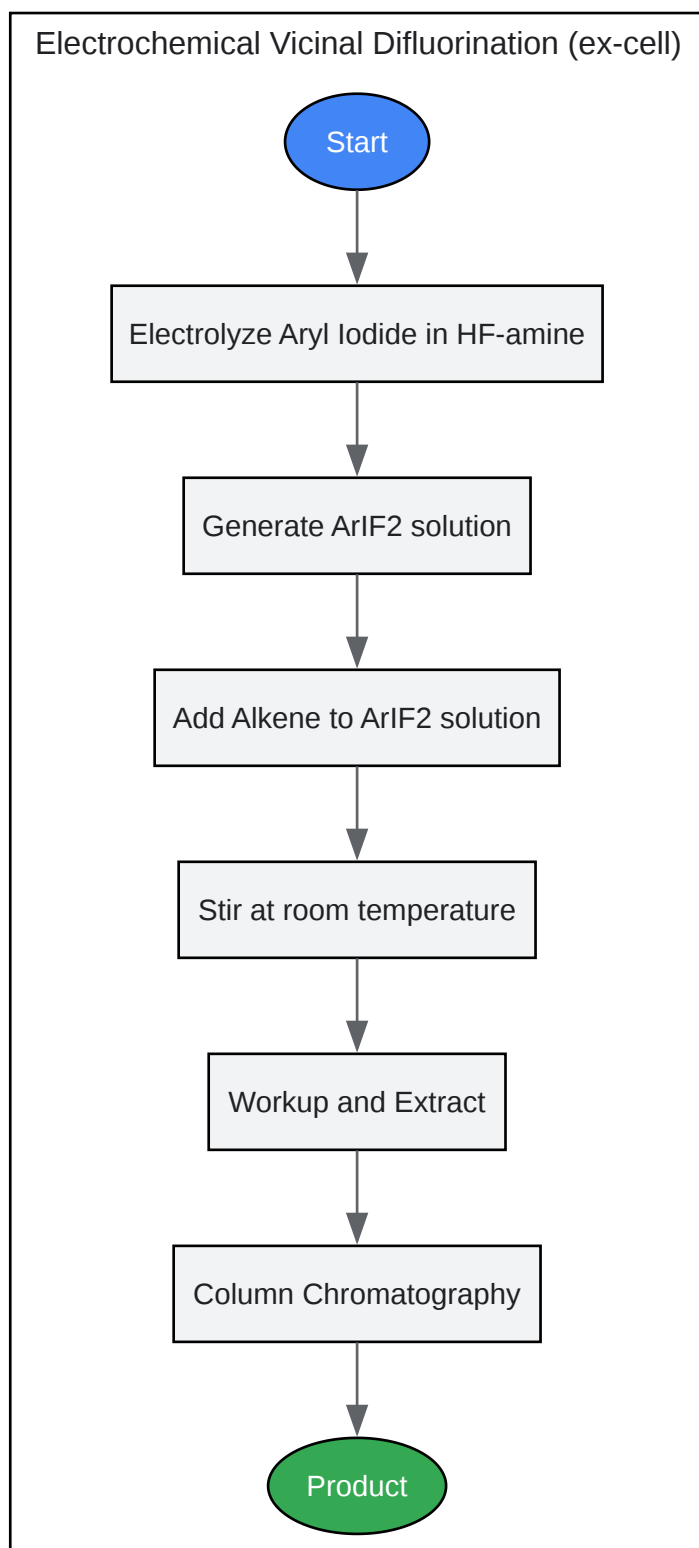 Electrochemical Vicinal Difluorination (ex-cell)
Start
Electrolyze Aryl Iodide in HF-amine
Generate ArIF2 solution
Add Alkene to ArIF2 solution
Stir at room temperature
Workup and Extract
Column Chromatography
Product